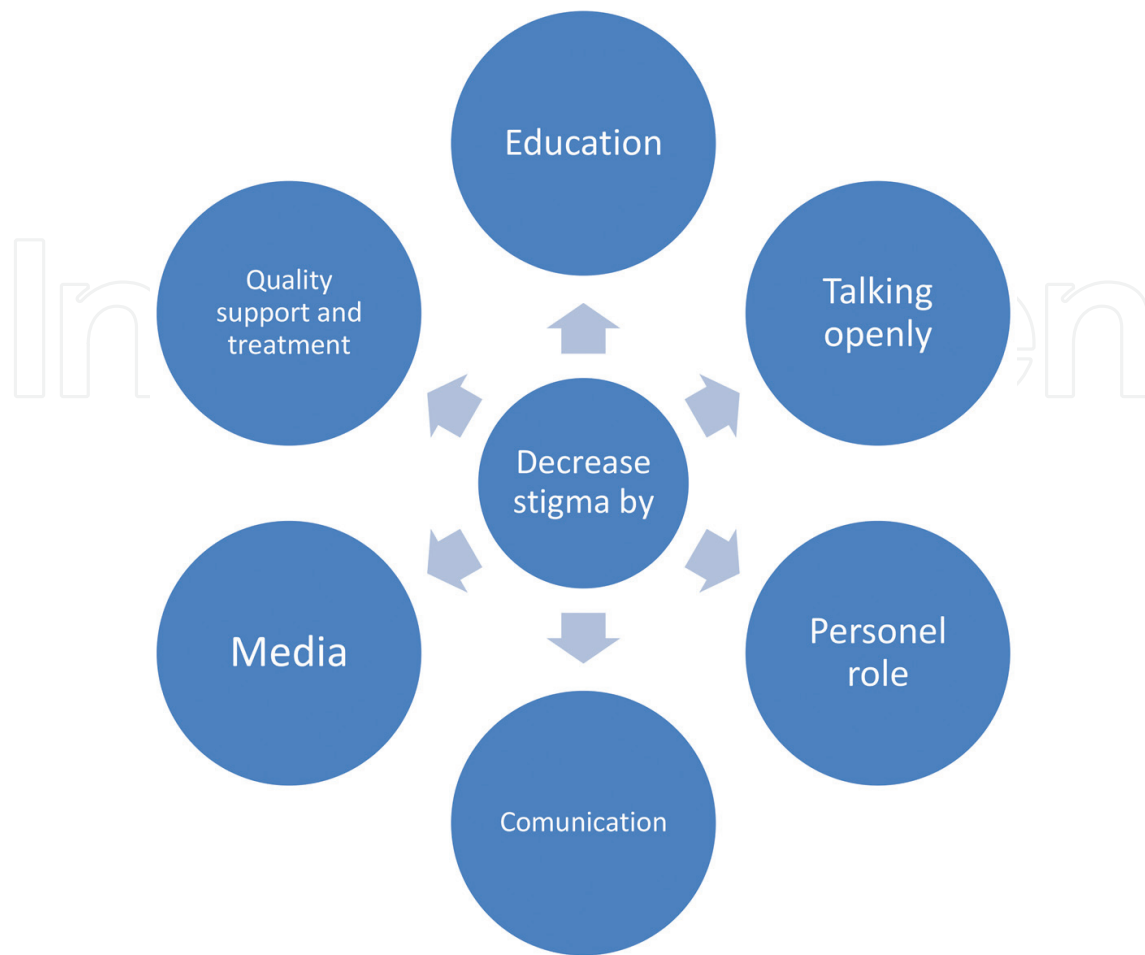 Education
Quality
support and
treatment
Talking
openly
Decrease
stigma by
Media
Personel
role
Comunication